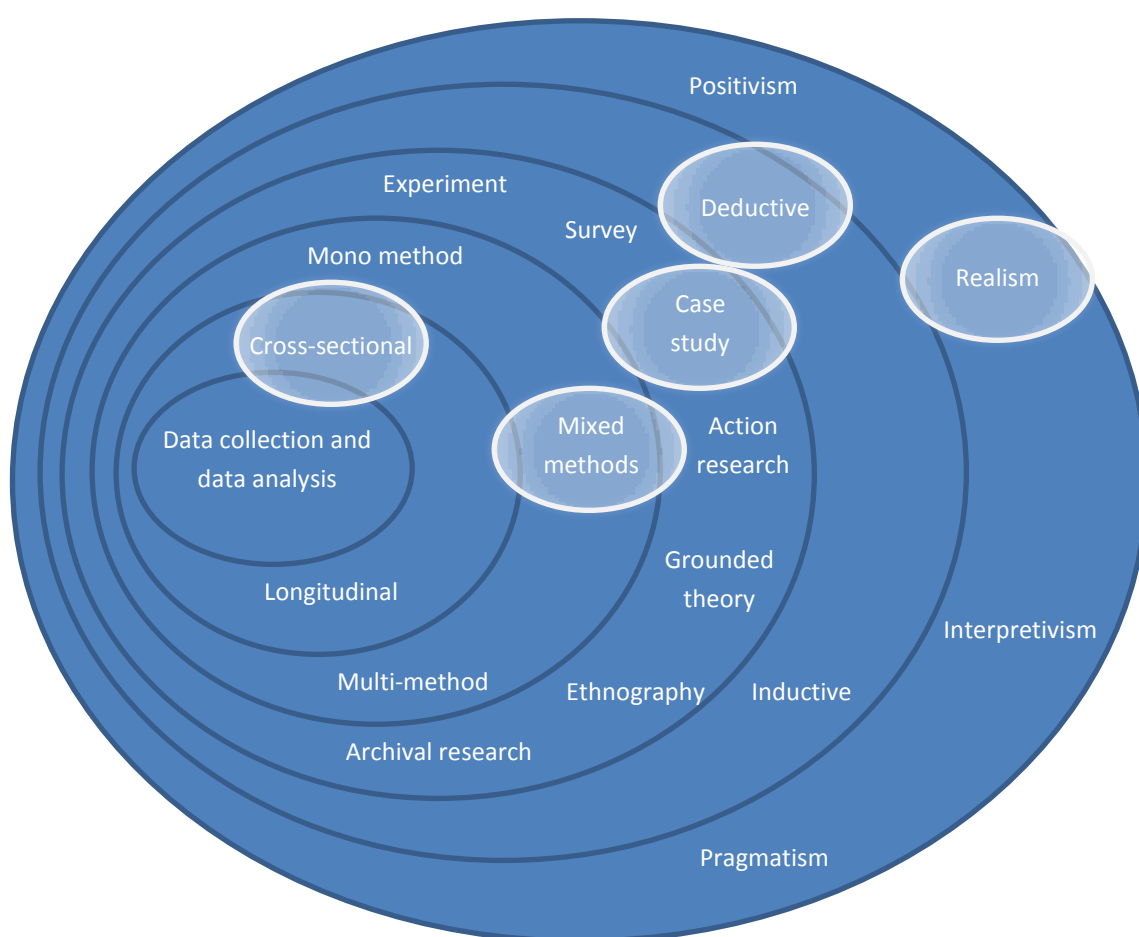 Positivism
Experiment
Deductive
Survey
Mono method
Realism
Case
study
Cross-sectional
Mixed
methods
Action
research
Data collection and
data analysis
Grounded
theory
Longitudinal
Interpretivism
Multi-method
Ethnography
Inductive
Archival research
Pragmatism